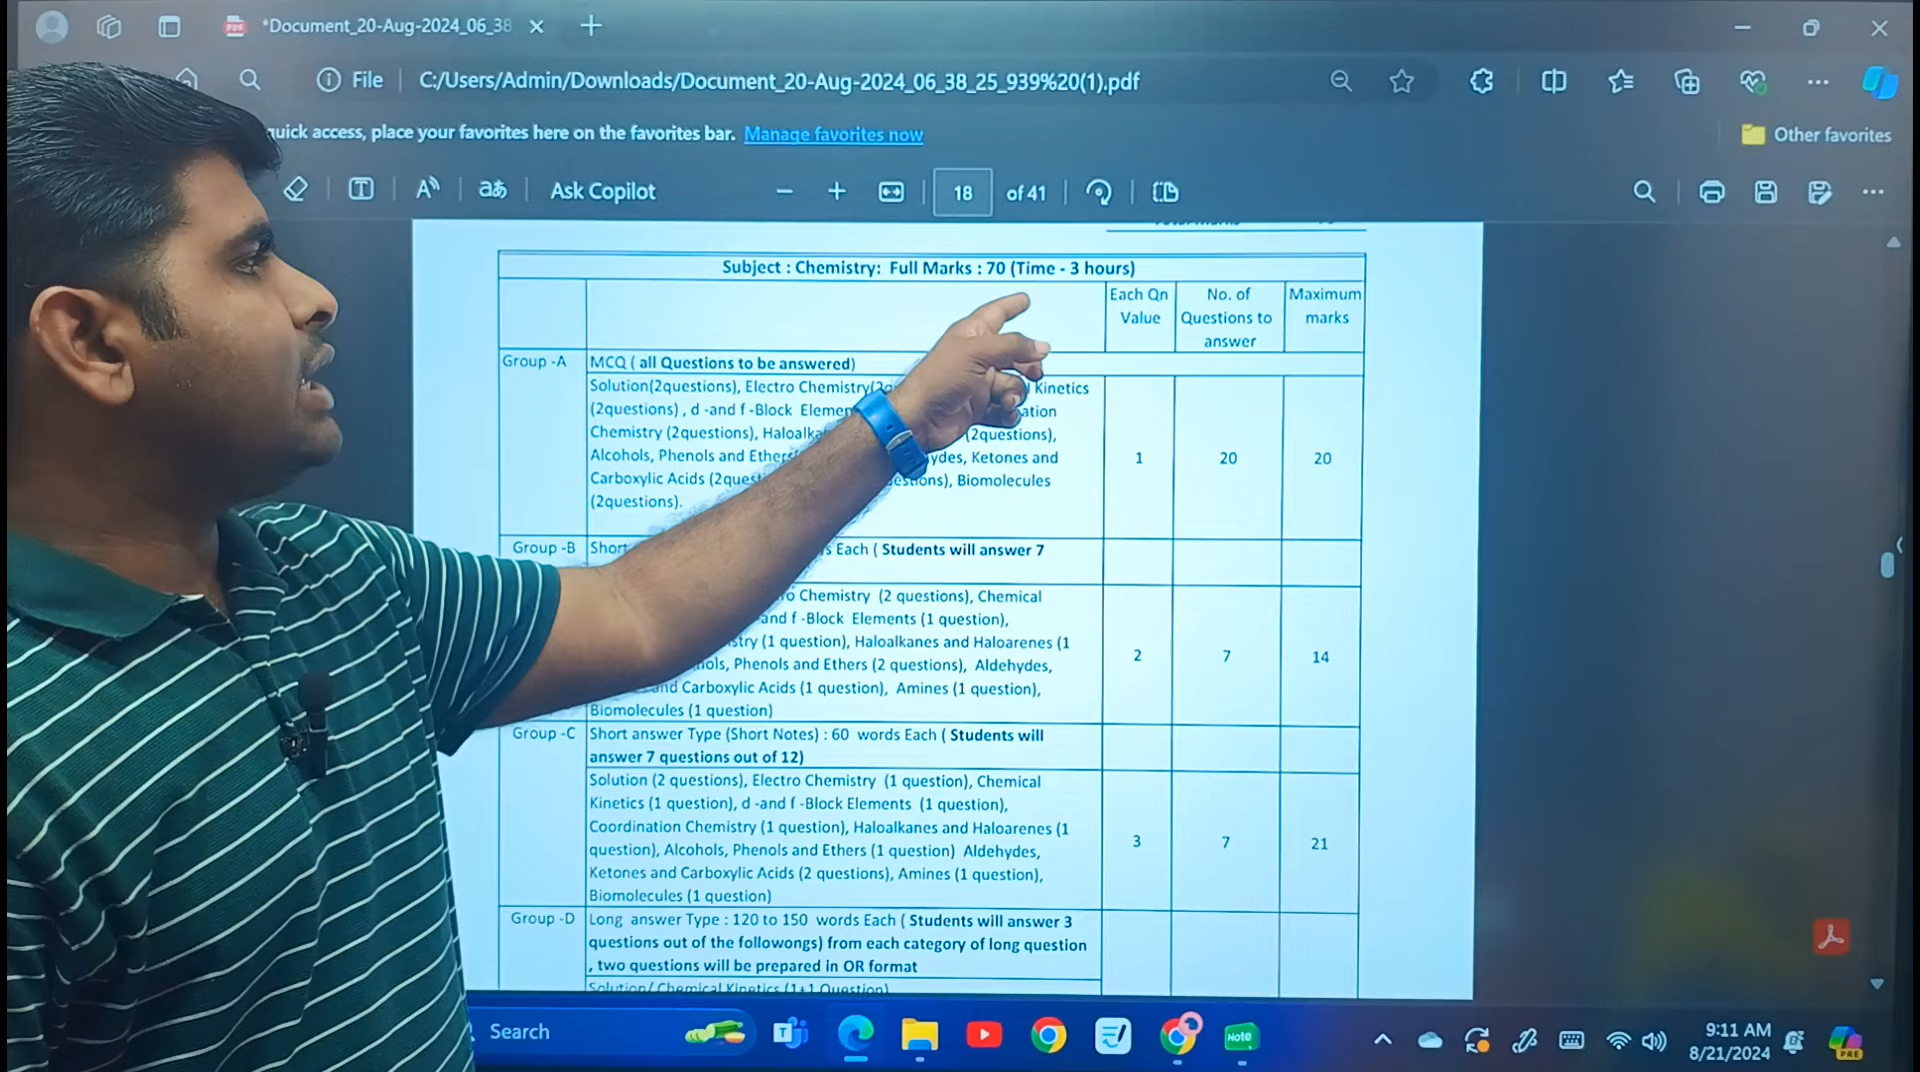 *Document_20-Aug-2024_06_38
File
C:/Users/Admin/Downloads/Document_20-Aug-2024_06_38_25_939%20(1).pdf
quick access, place your favorites here on the favorites bar. Manage favorites now
Other favorites
Ask Copilot
18 of 41
Subject : Chemistry: Full Marks : 70 (Time - 3 hours)
Each Qn Value
No. of Questions to answer
Maximum marks
Group -A
MCQ ( all Questions to be answered)
Solution(2questions), Electro Chemistry Kinetics
(2questions) , d -and f -Block
Chemistry (2questions), (2questions),
Alcohols, Phenols and Ketones and
Carboxylic Acids Biomolecules
(2questions).
1
20
20
Group -B
Short Each ( Students will answer 7
Chemistry (2 questions), Chemical
and f -Block Elements (1 question),
(1 question), Haloalkanes and Haloarenes (1
Phenols and Ethers (2 questions), Aldehydes,
and Carboxylic Acids (1 question), Amines (1 question),
Biomolecules (1 question)
2
7
14
Group -C
Short answer Type (Short Notes) : 60 words Each ( Students will
answer 7 questions out of 12)
Solution (2 questions), Electro Chemistry (1 question), Chemical
Kinetics (1 question), d -and f -Block Elements (1 question),
Coordination Chemistry (1 question), Haloalkanes and Haloarenes (1
question), Alcohols, Phenols and Ethers (1 question) Aldehydes,
Ketones and Carboxylic Acids (2 questions), Amines (1 question),
Biomolecules (1 question)
3
7
21
Group -D
Long answer Type : 120 to 150 words Each ( Students will answer 3
questions out of the followongs) from each category of long question
, two questions will be prepared in OR format
Solution/ Chemical Kinetics (1+1 Question)
Search
Note
9:11 AM
8/21/2024
PRE